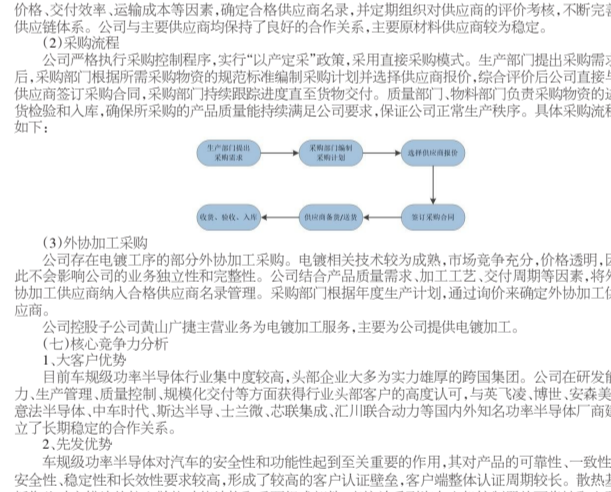 价格、交付效率、运输成本等因素,确定合格供应商名录,并定期组织对供应商的评价考核,不断完善
供应链体系。公司与主要供应商均保持了良好的合作关系,主要原材料供应商较为稳定。
(2)采购流程
公司严格执行采购控制程序,实行“以产定采”政策,采用直接采购模式。生产部门提出采购需求
后,采购部门根据所需采购物资的规范标准编制采购计划并选择供应商报价,综合评价后公司直接与
供应商签订采购合同,采购部门持续跟踪进度直至货物交付。质量部门、物料部门负责采购物资的进
货检验和入库,确保所采购的产品质量能持续满足公司要求,保证公司正常生产秩序。具体采购流程
如下:
生产部门提出
采购需求
采购部门编制
采购计划
选择供应商报价
收货、验收、入库
供应商备货/送货
签订采购合同
(3)外协加工采购
公司存在电镀工序的部分外协加工采购。电镀相关技术较为成熟,市场竞争充分,价格透明,因
此不会影响公司的业务独立性和完整性。公司结合产品质量需求、加工工艺、交付周期等因素,将外
协加工供应商纳入合格供应商名录管理。采购部门根据年度生产计划,通过询价来确定外协加工供
应商。
公司控股子公司黄山广捷主营业务为电镀加工服务,主要为公司提供电镀加工。
(七)核心竞争力分析
1、大客户优势
目前车规级功率半导体行业集中度较高,头部企业大多为实力雄厚的跨国集团。公司在研发能
力、生产管理、质量控制、规模化交付等方面获得行业头部客户的高度认可,与英飞凌、博世、安森美、
意法半导体、中车时代、斯达半导、士兰微、芯联集成、汇川联合动力等国内外知名功率半导体厂商建
立了长期稳定的合作关系。
2、先发优势
车规级功率半导体对汽车的安全性和功能性起到至关重要的作用,其对产品的可靠性、一致性、
安全性、稳定性和长效性要求较高,形成了较高的客户认证壁垒,客户端整体认证周期较长。散热